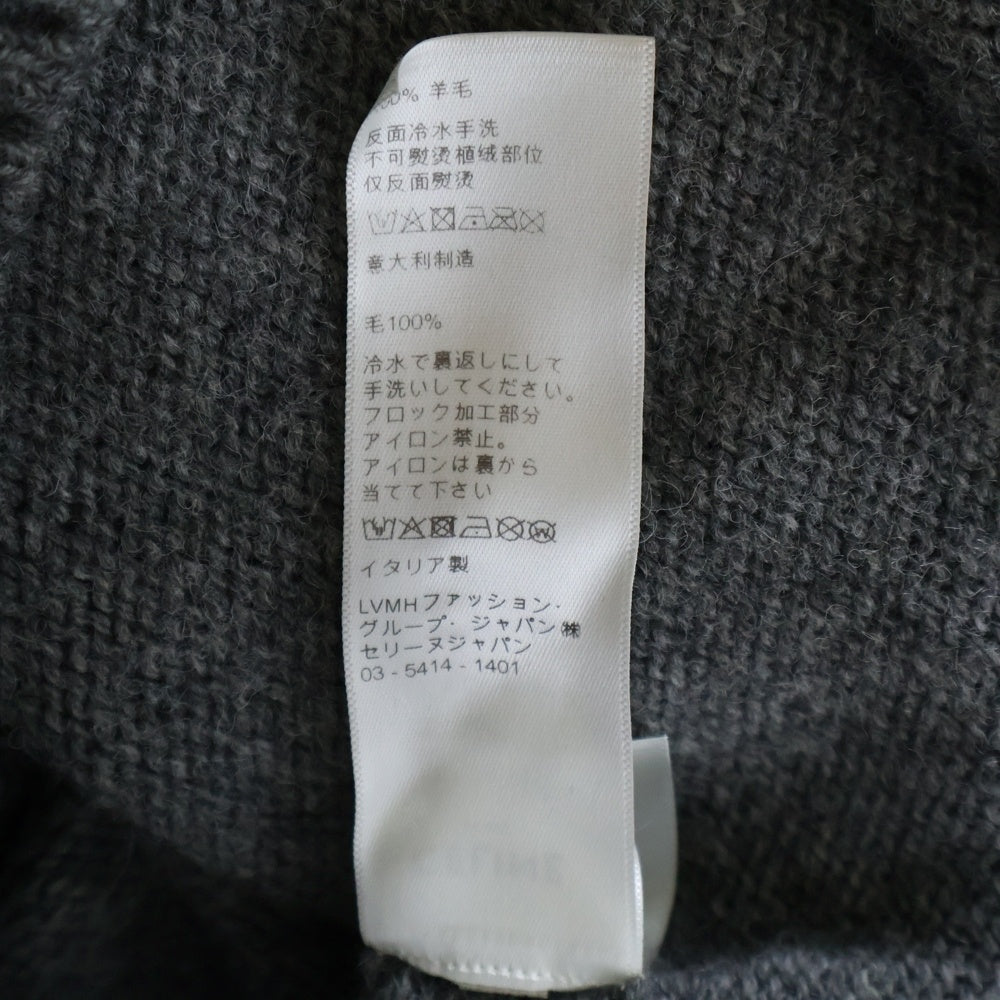 羊毛
反面冷水手洗
不可熨烫植绒部位
仅反面熨烫
意大利制造
毛100%
冷水で裏返しにして
手洗いしてください。
フロック加工部分
アイロン禁止。
アイロンは裏から
当てて下さい
イタリア製
LVMHファッション・
グループ・ジャパン㈱
セリーヌジャパン
03-5414-1401